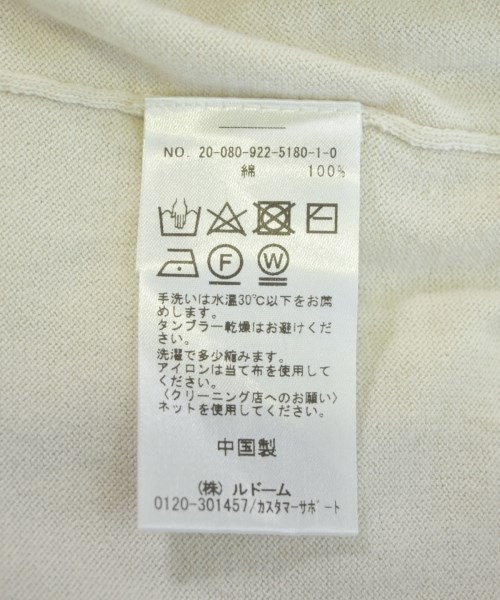 NO. 20-080-922-5180-1-0
綿 100%
F W
手洗いは水温30℃以下をお薦
めします。
タンブラー乾燥はお避けくだ
さい。
洗濯で多少縮みます。
アイロンは当て布を使用して
ください。
〈クリーニング店へのお願い〉
ネットを使用してください。
中国製
(株) ルドーム
0120-301457/カスタマーサポート